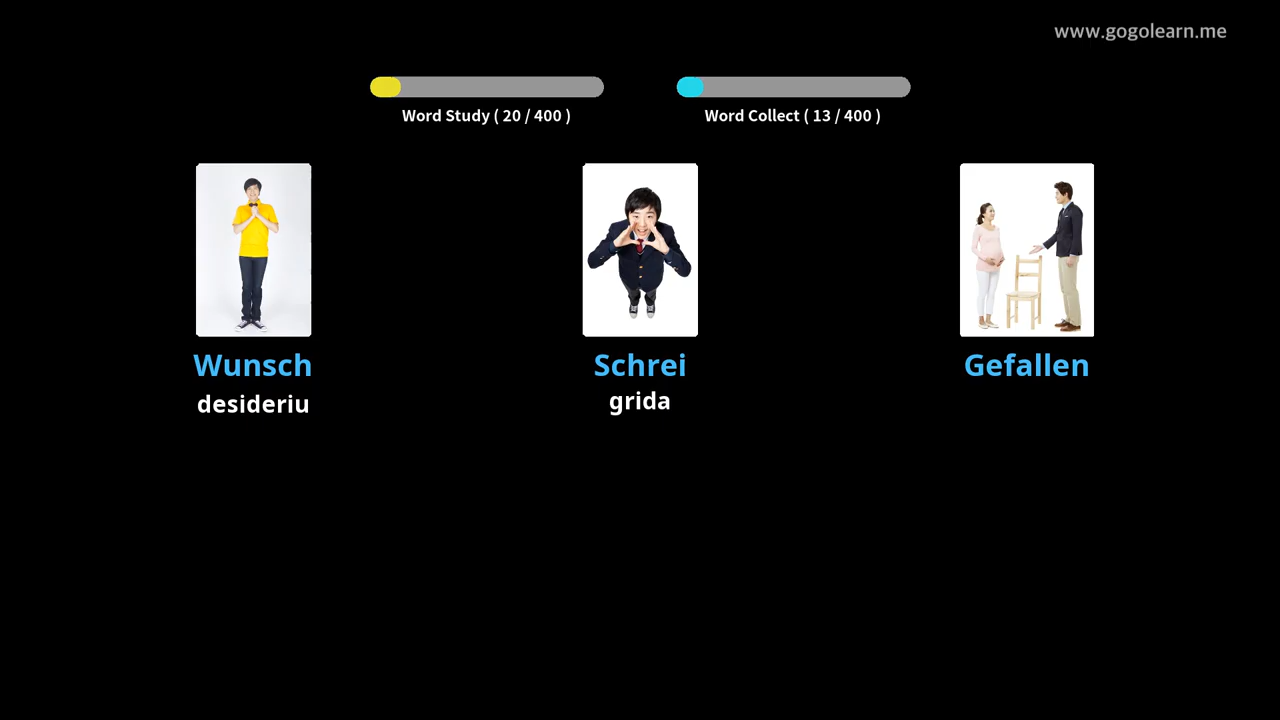 www.gogolearn.me
Word Study ( 20 / 400 )
Word Collect ( 13 / 400 )
Wunsch
desideriu
Schrei
grida
Gefallen